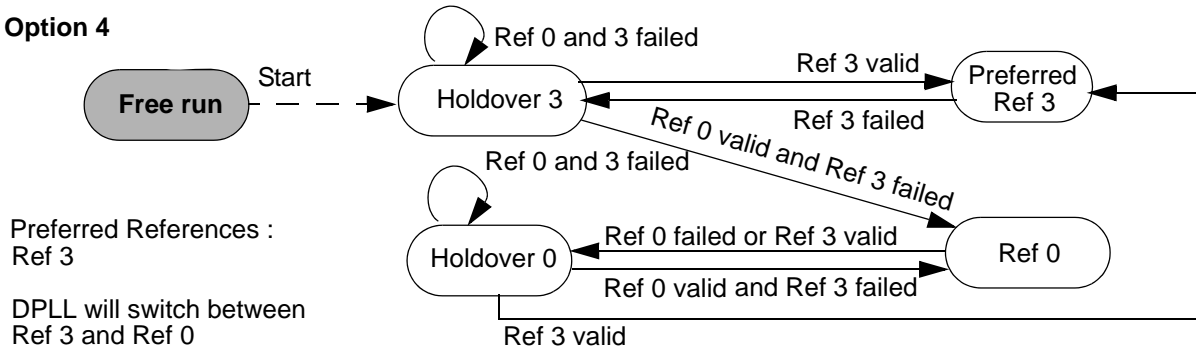 Option 4
Ref 0 and 3 failed
Start
Free run
Holdover 3
Ref 3 valid
Ref 3 failed
Preferred
Ref 3
Ref 0 valid and Ref 3 failed
Ref 0 and 3 failed
Preferred References :
Ref 3
Holdover 0
Ref 0 failed or Ref 3 valid
Ref 0 valid and Ref 3 failed
Ref 0
DPLL will switch between
Ref 3 and Ref 0
Ref 3 valid